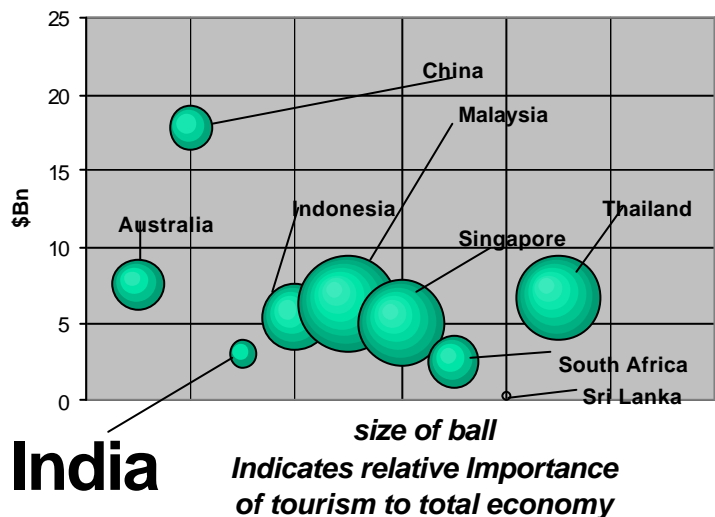 25
China
20
Malaysia
15
$Bn
Indonesia
Thailand
Australia
Singapore
10
5
South Africa
Sri Lanka
0
India
size of ball
Indicates relative Importance
of tourism to total economy